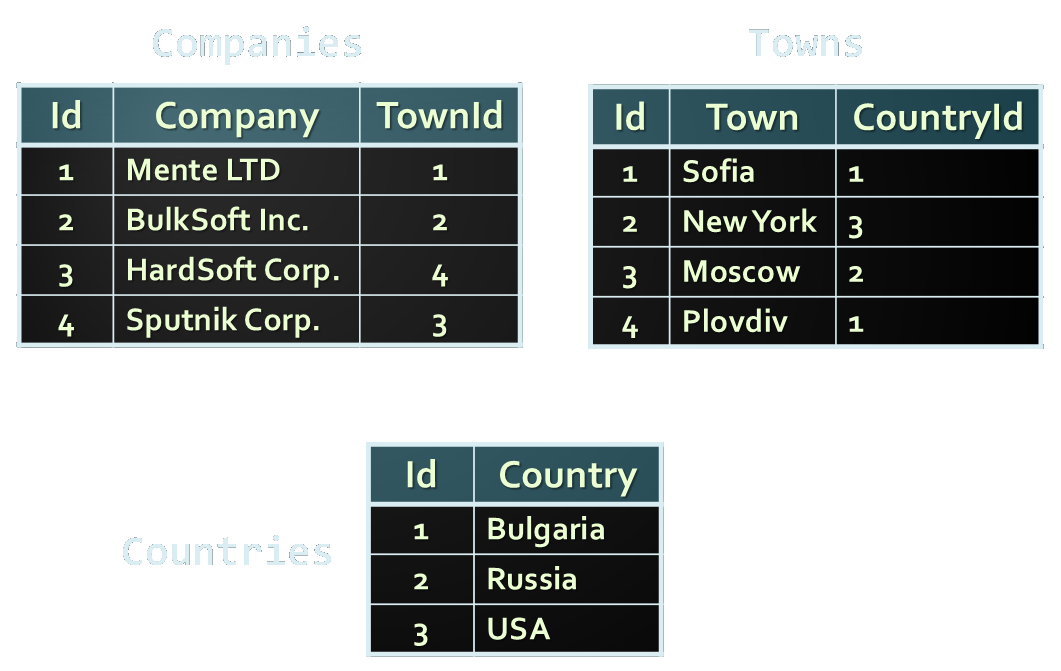 Companies
Id Company TownId
1 Mente LTD 1
2 BulkSoft Inc. 2
3 HardSoft Corp. 4
4 Sputnik Corp. 3
Towns
Id Town CountryId
1 Sofia 1
2 New York 3
3 Moscow 2
4 Plovdiv 1
Countries
Id Country
1 Bulgaria
2 Russia
3 USA